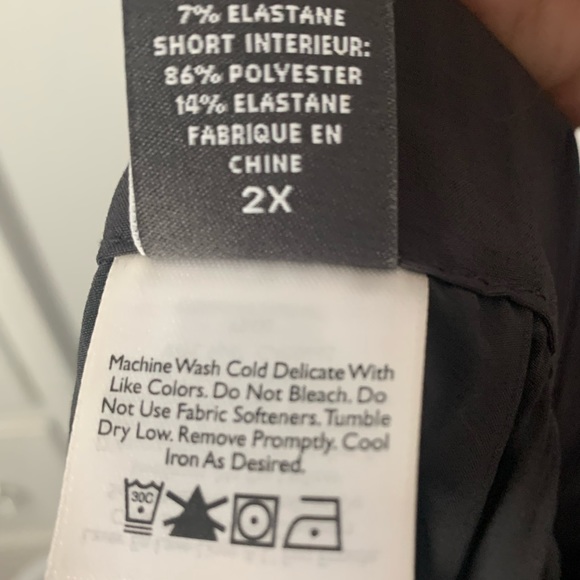 7% ELASTANE
SHORT INTERIEUR:
86% POLYESTER
14% ELASTANE
FABRIQUE EN
CHINE
2X
Machine Wash Cold Delicate With
Like Colors. Do Not Bleach. Do
Not Use Fabric Softeners. Tumble
Dry Low. Remove Promptly. Cool
Iron As Desired.
30C